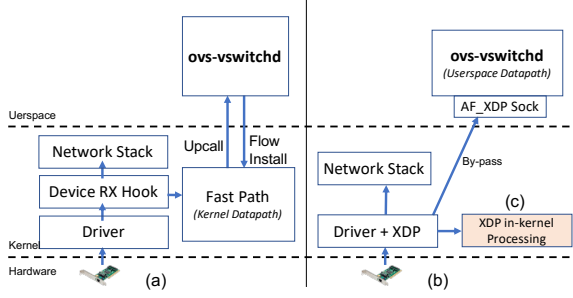 ovs-vswitchd
Userspace
Upcall
Flow
Install
Network Stack
Device RX Hook
Fast Path
(Kernel Datapath)
Driver
Kernel
Hardware
(a)
ovs-vswitchd
(Userspace Datapath)
AF_XDP Sock
By-pass
Network Stack
(c)
Driver + XDP
XDP in-kernel
Processing
(b)